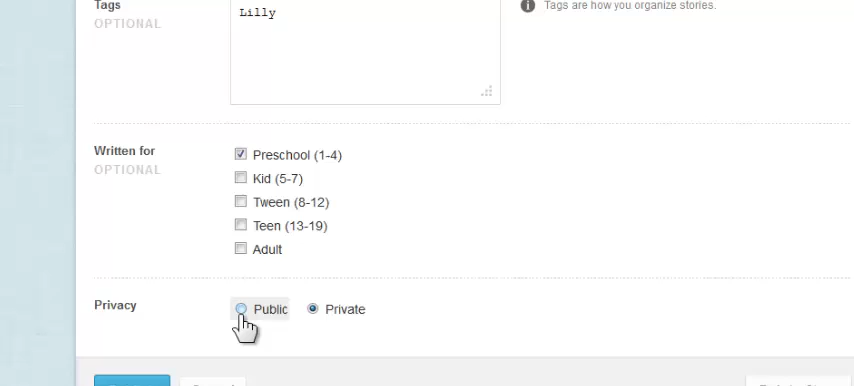 Tags
Lilly
Tags are how you organize stories.
OPTIONAL
Written for
Preschool (1-4)
OPTIONAL
Kid (5-7)
Tween (8-12)
Teen (13-19)
Adult
Privacy
Public
Private